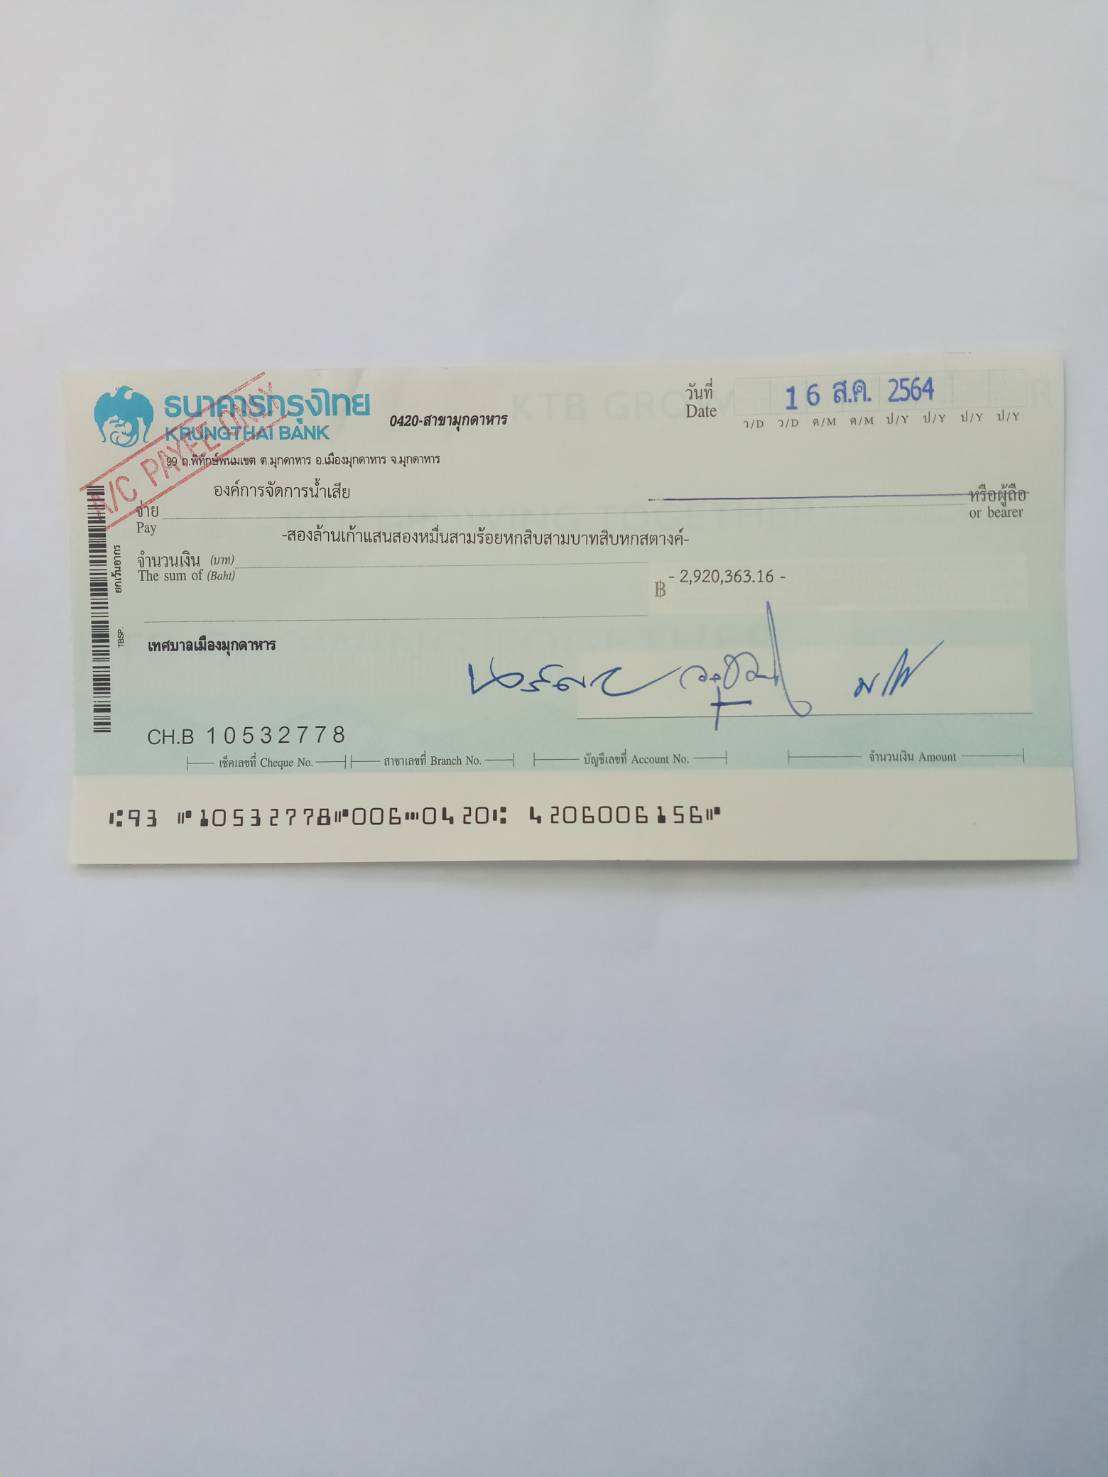 ธนาคารกรุงไทย
KRUNGTHAI BANK
0420-สาขามุกดาหาร
99 ถ.พิทักษ์พนมเขต ต.มุกดาหาร อ.เมืองมุกดาหาร จ.มุกดาหาร
A/C PAYEE ONLY
วันที่ 16 ส.ค. 2564
Date
ว/D ว/D ด/M ด/M ป/Y ป/Y ป/Y ป/Y
องค์การจัดการน้ำเสีย
จ่าย หรือผู้ถือ
Pay or bearer
-สองล้านเก้าแสนสองหมื่นสามร้อยหกสิบสามบาทสิบหกสตางค์-
จำนวนเงิน (บาท)
The sum of (Baht)
฿ - 2,920,363.16 -
ยกเว้นอากร
TBSP.
เทศบาลเมืองมุกดาหาร
CH.B 10532778
เช็คเลขที่ Cheque No. สาขาเลขที่ Branch No. บัญชีเลขที่ Account No. จำนวนเงิน Amount
⑆93 ⑈10532778⑈006⑉0420⑆ 4206006156⑈